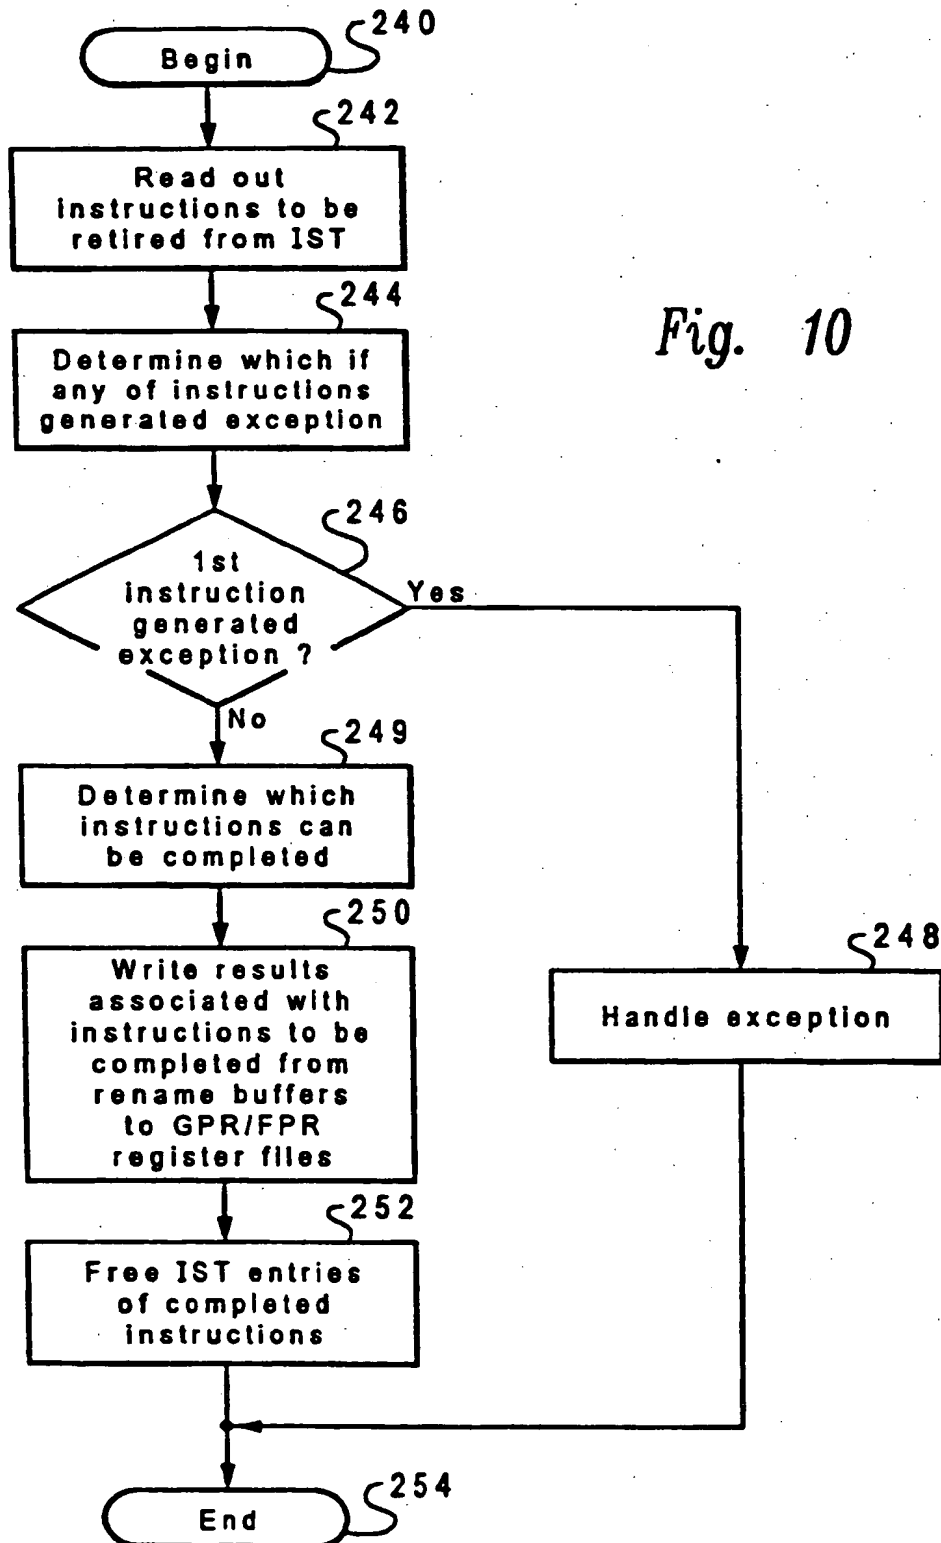 240
Begin
242
Read out
instructions to be
retired from IST
244
Determine which if
any of instructions
generated exception
Fig. 10
246
1st
instruction
generated
exception ?
Yes
No
249
Determine which
instructions can
be completed
250
Write results
associated with
instructions to be
completed from
rename buffers
to GPR/FPR
register files
248
Handle exception
252
Free IST entries
of completed
instructions
254
End